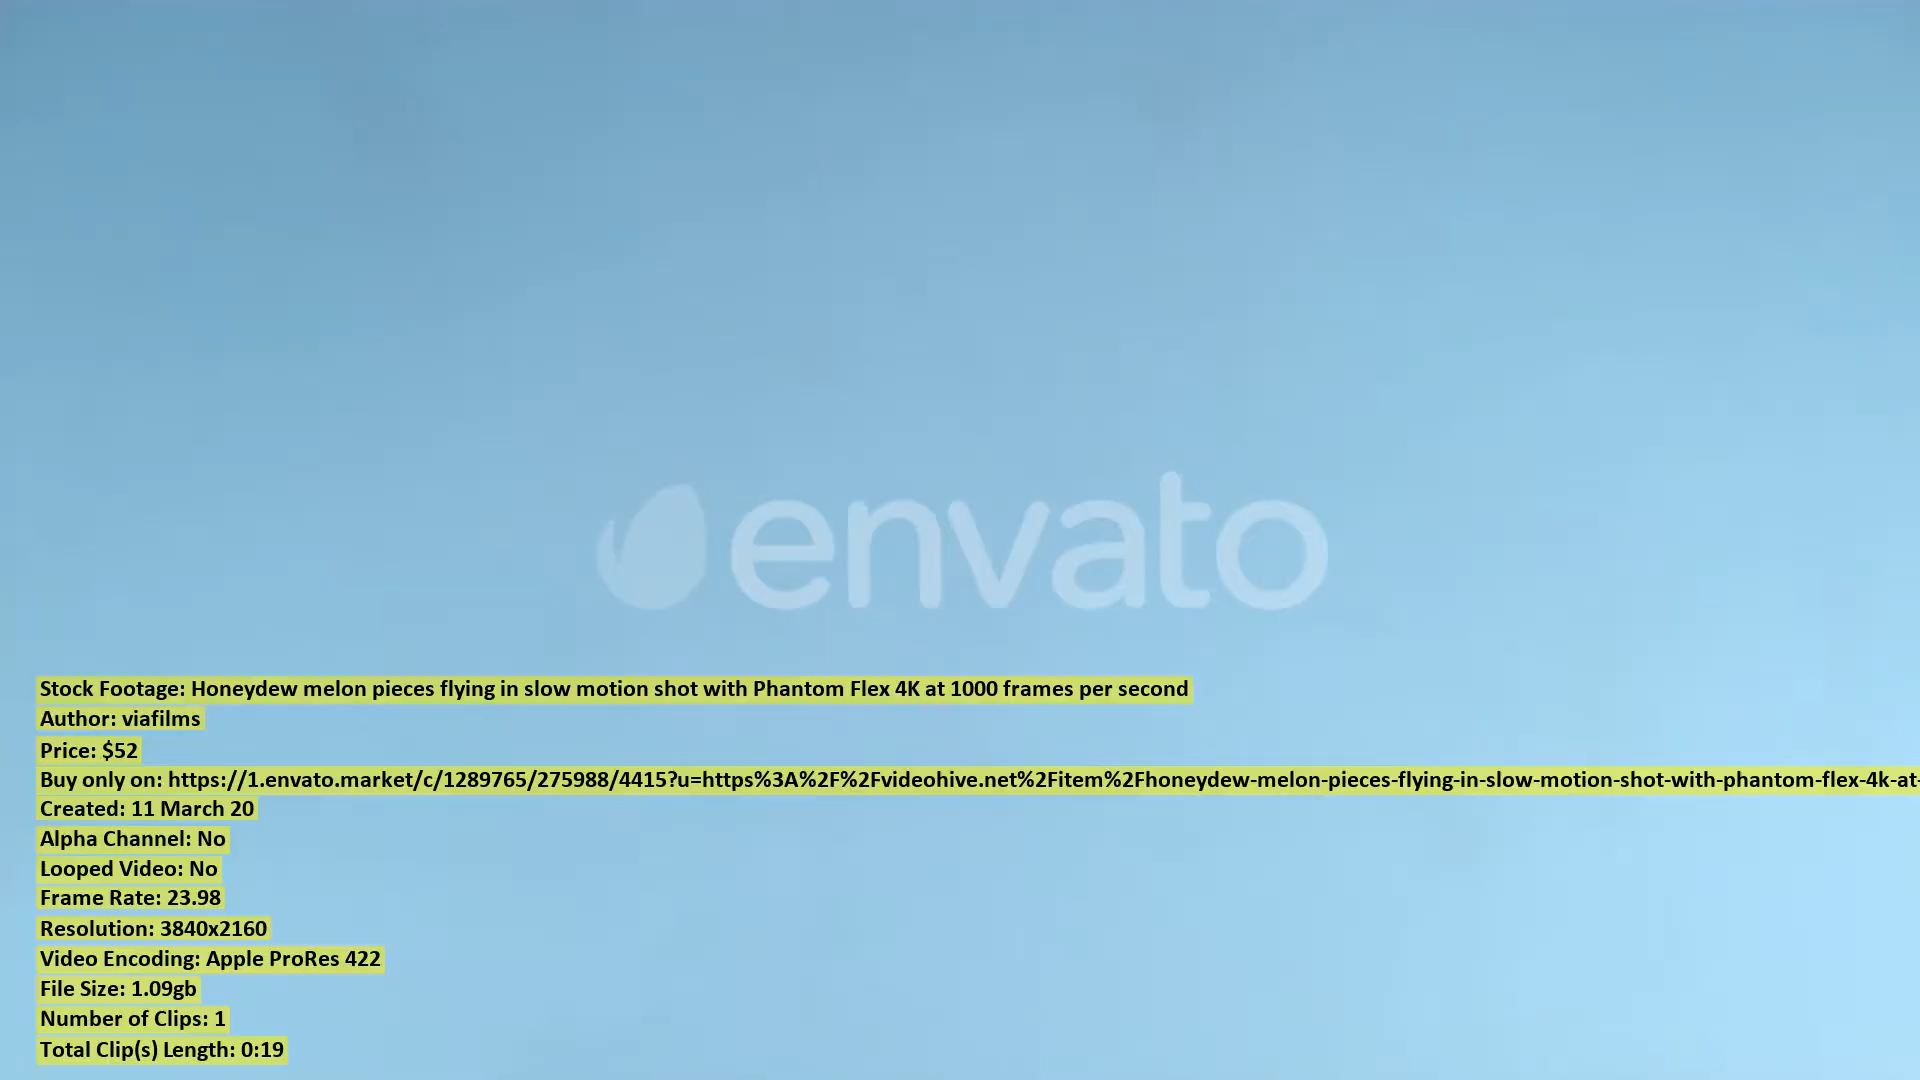 envato
Stock Footage: Honeydew melon pieces flying in slow motion shot with Phantom Flex 4K at 1000 frames per second
Author: viafilms
Price: $52
Buy only on: https://1.envato.market/c/1289765/275988/4415?u=https%3A%2F%2Fvideohive.net%2Fitem%2Fhoneydew-melon-pieces-flying-in-slow-motion-shot-with-phantom-flex-4k-at-
Created: 11 March 20
Alpha Channel: No
Looped Video: No
Frame Rate: 23.98
Resolution: 3840x2160
Video Encoding: Apple ProRes 422
File Size: 1.09gb
Number of Clips: 1
Total Clip(s) Length: 0:19